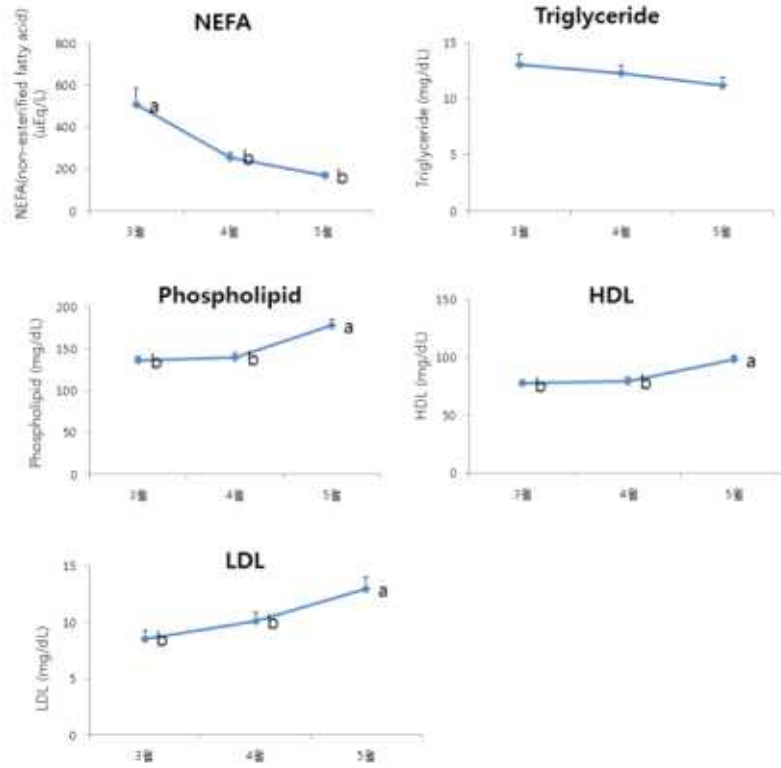 NEFA
NEFA(non-esterified fatty acid)
(uEq/L)
800
600
400
200
0
a
b
b
3월
4월
5월
Triglyceride
Triglyceride (mg/dL)
15
10
5
0
3월
4월
5월
Phospholipid
Phospholipid (mg/dL)
200
150
100
50
0
b
b
a
3월
4월
5월
HDL
HDL (mg/dL)
150
100
50
0
b
b
a
3월
4월
5월
LDL
LDL (mg/dL)
15
10
5
0
b
b
a
3월
4월
5월